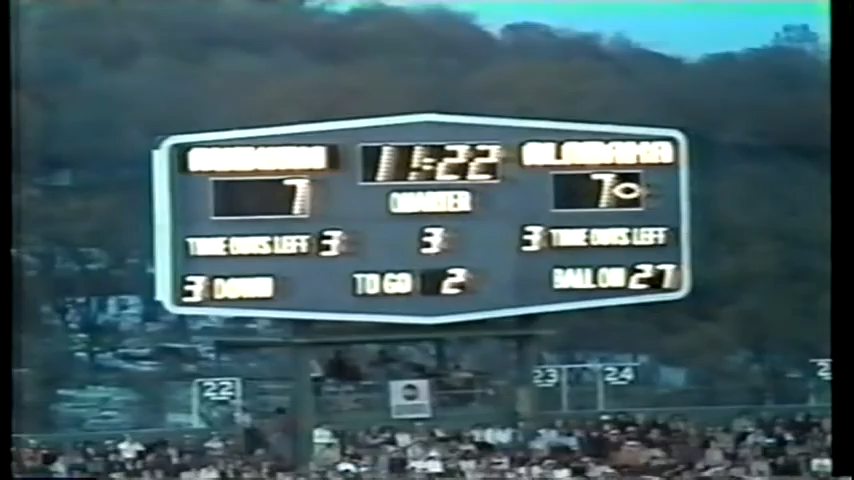 11:22 ALABAMA
7 7
QUARTER
TIME OUTS LEFT 3 3 3 TIME OUTS LEFT
3 DOWN TO GO 2 BALL ON 27
22 23 24